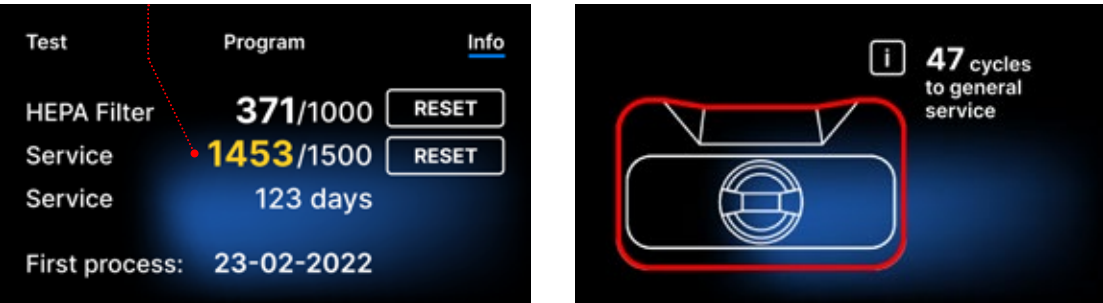 Test Program Info
HEPA Filter 371/1000 RESET
Service 1453/1500 RESET
Service 123 days
First process: 23-02-2022
i 47 cycles
to general
service